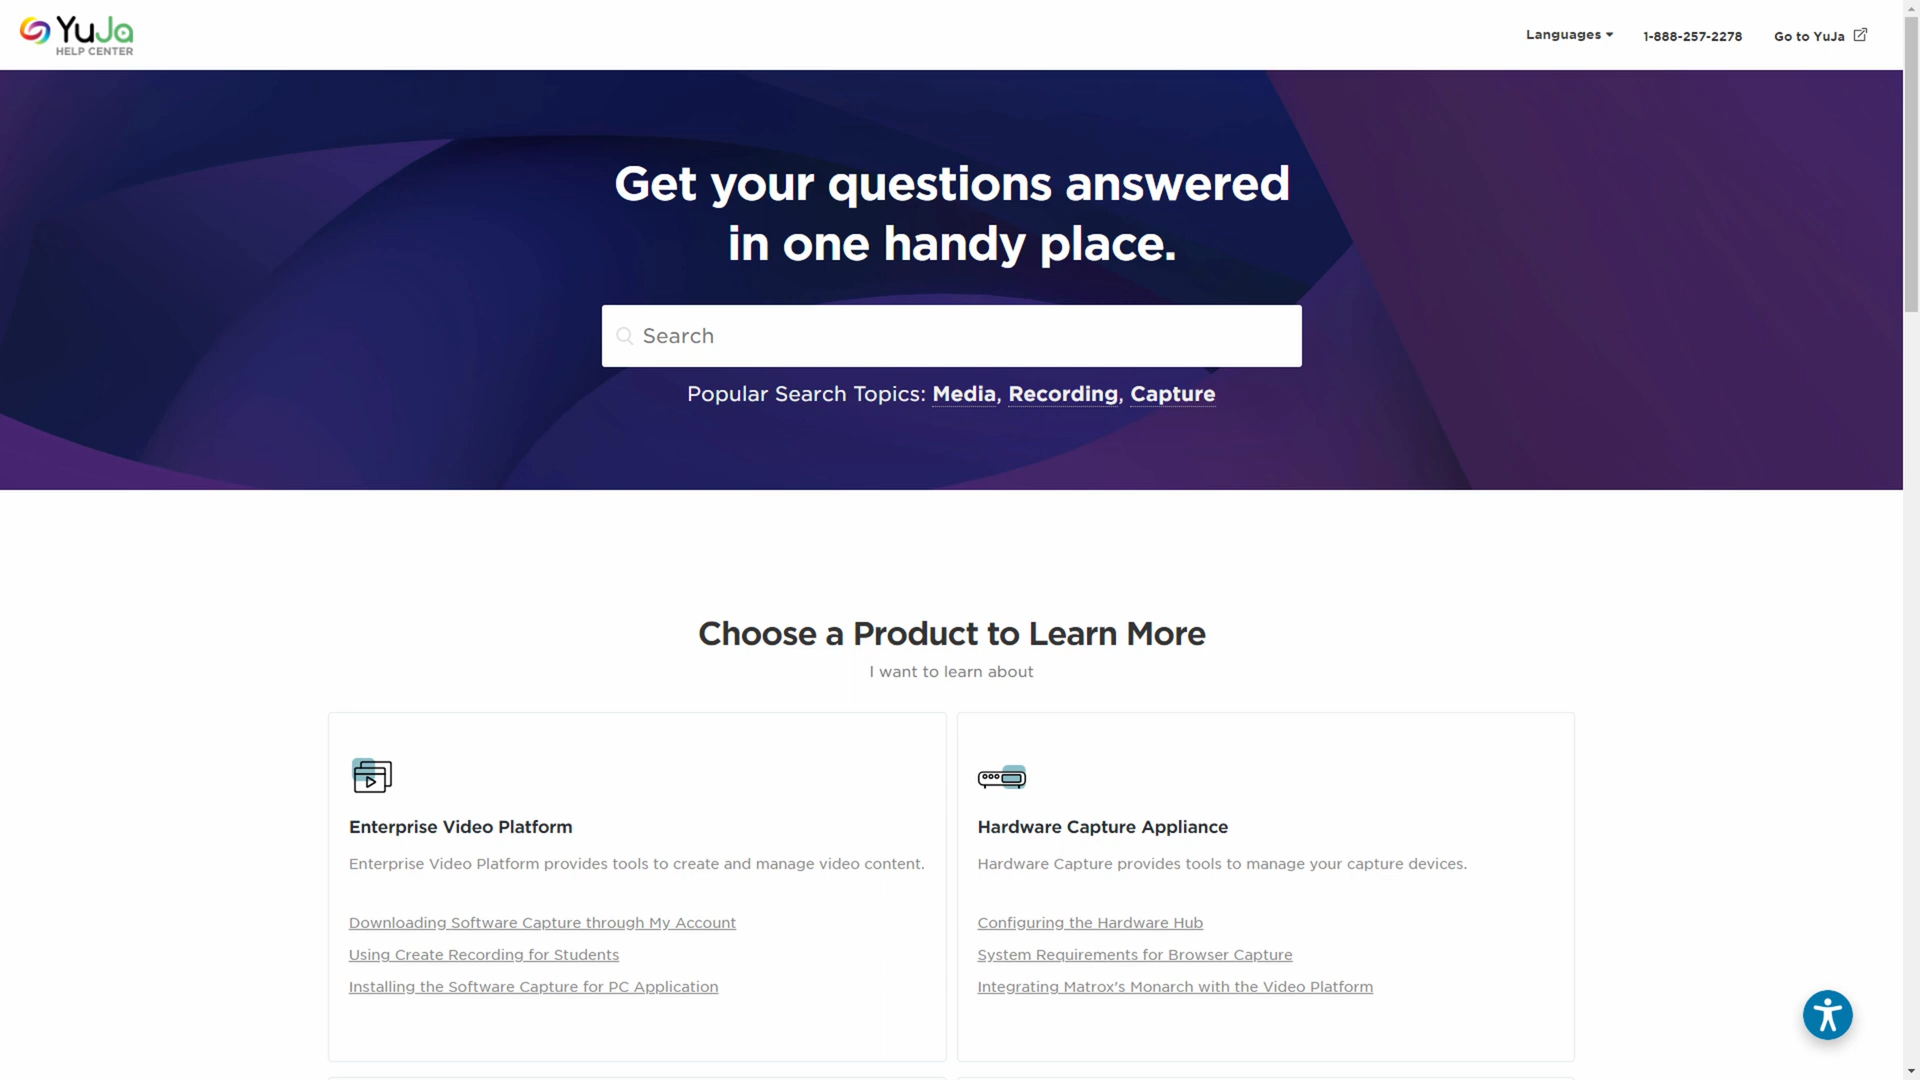 YuJa
HELP CENTER
Languages
1-888-257-2278
Go to YuJa
Get your questions answered
in one handy place.
Search
Popular Search Topics: Media, Recording, Capture
Choose a Product to Learn More
I want to learn about
Enterprise Video Platform
Enterprise Video Platform provides tools to create and manage video content.
Downloading Software Capture through My Account
Using Create Recording for Students
Installing the Software Capture for PC Application
Hardware Capture Appliance
Hardware Capture provides tools to manage your capture devices.
Configuring the Hardware Hub
System Requirements for Browser Capture
Integrating Matrox's Monarch with the Video Platform